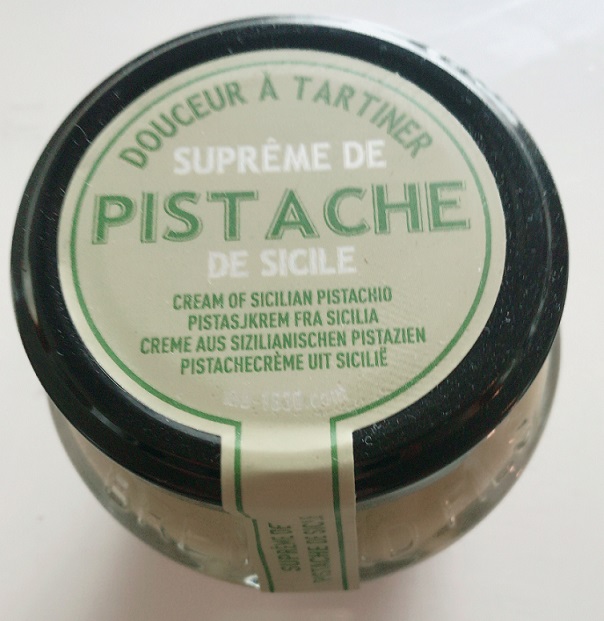 DOUCEUR À TARTINER
SUPRÊME DE
PISTACHE
DE SICILE
CREAM OF SICILIAN PISTACHIO
PISTASJKREM FRA SICILIA
CREME AUS SIZILIANISCHEN PISTAZIEN
PISTACHECRÈME UIT SICILIË
SUPRÊME DE
PISTACHE DE